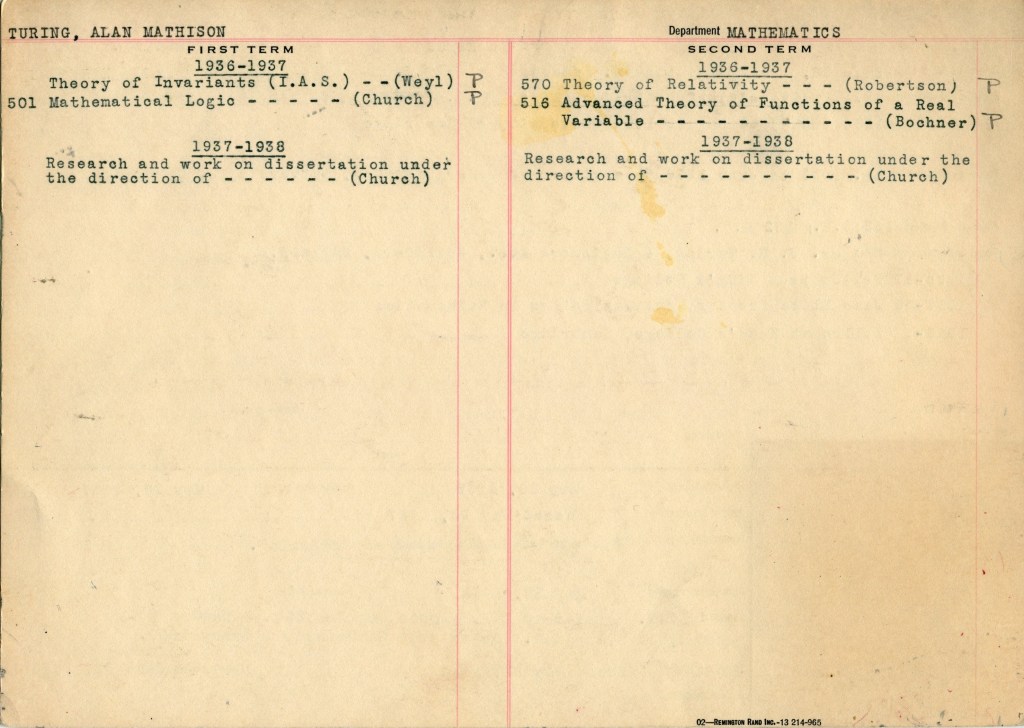 TURING, ALAN MATHISON
Department MATHEMATICS
FIRST TERM
1936-1937
Theory of Invariants (I.A.S.) - -(Weyl) P
501 Mathematical Logic - - - - - (Church) P
1937-1938
Research and work on dissertation under
the direction of - - - - - - (Church)
SECOND TERM
1936-1937
570 Theory of Relativity - - - (Robertson) P
516 Advanced Theory of Functions of a Real
Variable - - - - - - - - - - - (Bochner) P
1937-1938
Research and work on dissertation under the
direction of - - - - - - - - - - (Church)
02—REMINGTON RAND INC.-13 214-965